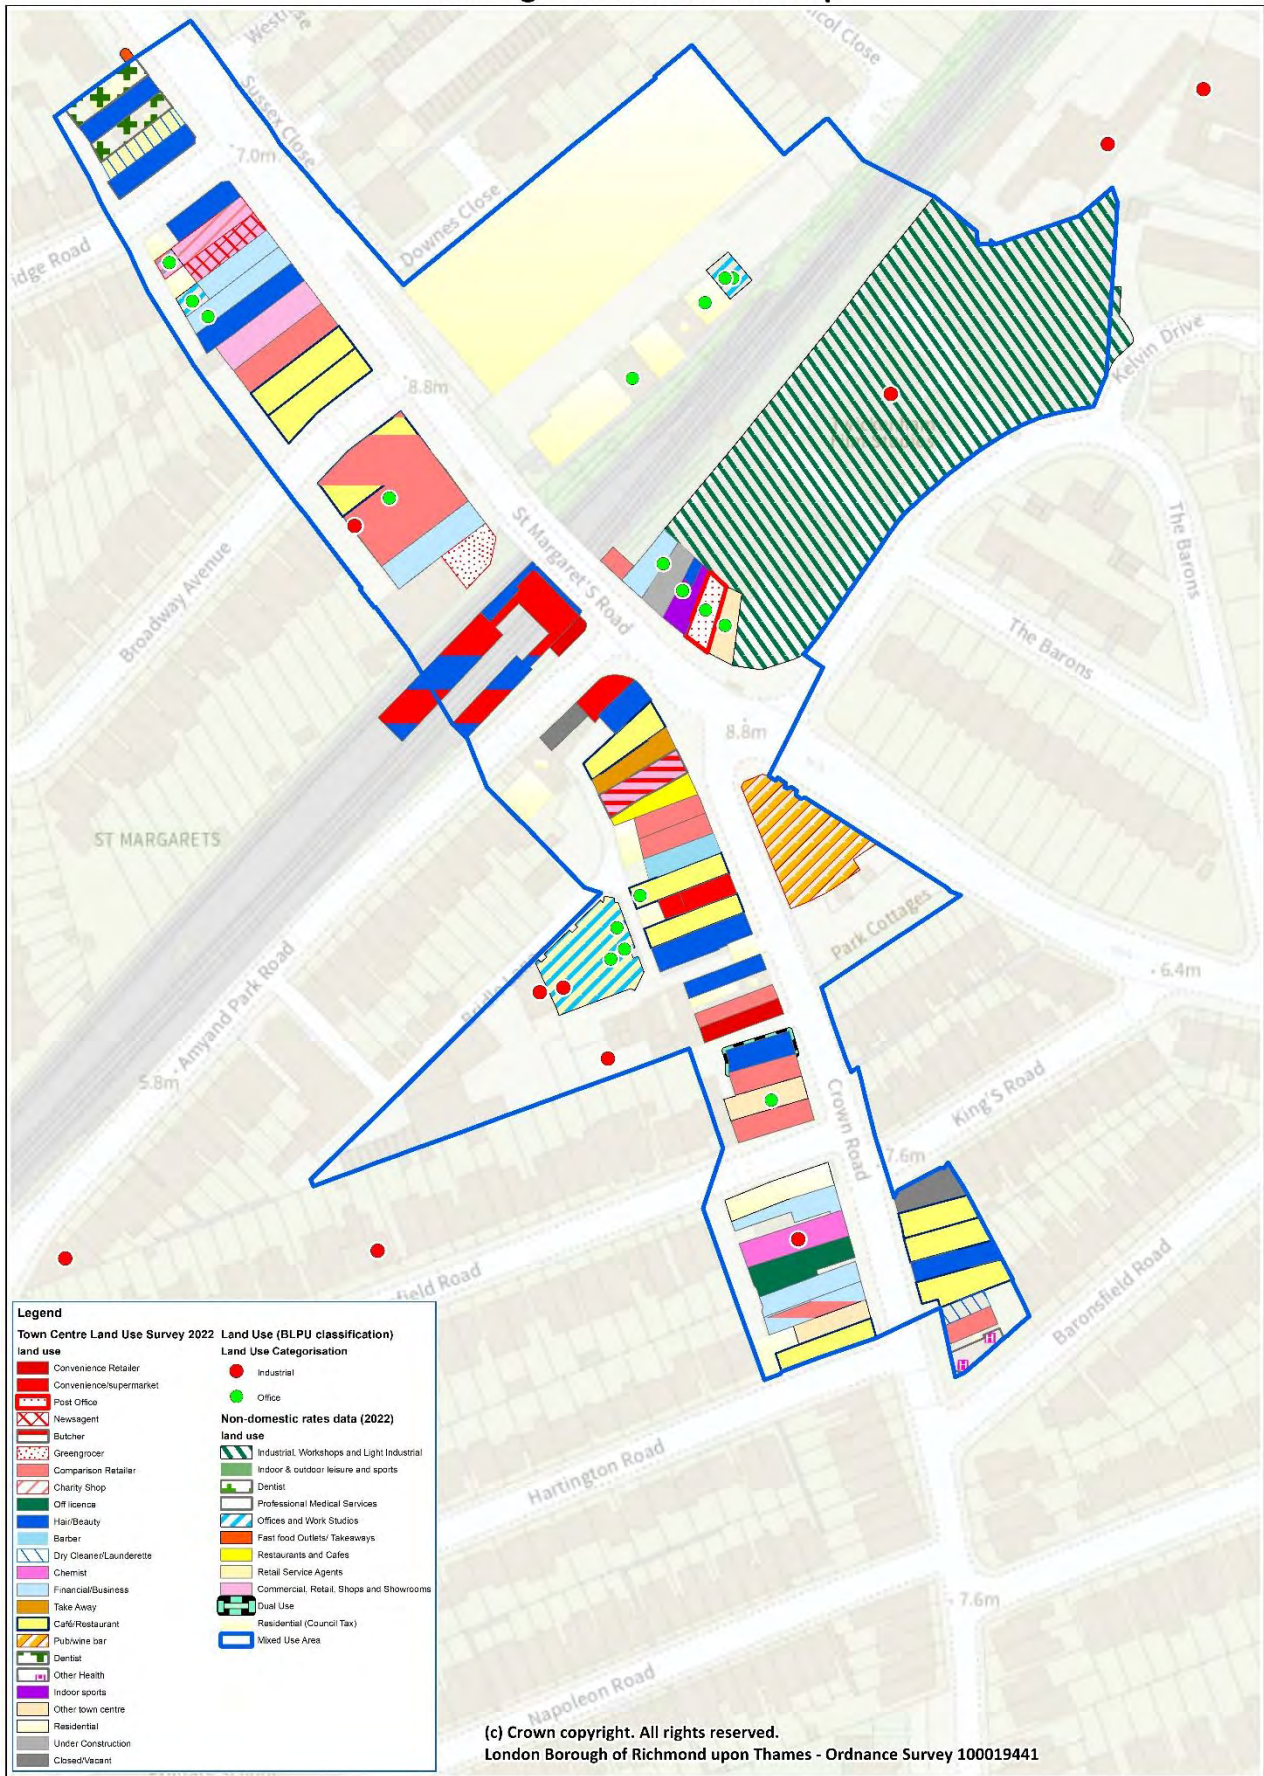 Sussex Close
Downes Close
7.0m
idge Road
8.8m
Kelvin Drive
The Barons
St Margaret'S Road
Broadway Avenue
The Barons
8.8m
ST MARGARETS
Park Cottages
6.4m
Amyand Park Road
5.8m
King'S Road
Crown Road
7.6m
field Road
Baronsfield Road
Hartington Road
7.6m
Napoleon Road
Legend
Town Centre Land Use Survey 2022
land use
Convenience Retailer
Convenience/supermarket
Post Office
Newsagent
Butcher
Greengrocer
Comparison Retailer
Charity Shop
Off licence
Hair/Beauty
Barber
Dry Cleaner/Launderette
Chemist
Financial/Business
Take Away
Café/Restaurant
Pub/wine bar
Dentist
Other Health
Indoor sports
Other town centre
Residential
Under Construction
Closed/Vacant
Land Use (BLPU classification)
Land Use Categorisation
Industrial
Office
Non-domestic rates data (2022)
land use
Industrial, Workshops and Light Industrial
Indoor & outdoor leisure and sports
Dentist
Professional Medical Services
Offices and Work Studios
Fast food Outlets/ Takeaways
Restaurants and Cafes
Retail Service Agents
Commercial, Retail, Shops and Showrooms
Dual Use
Residential (Council Tax)
Mixed Use Area
H
H
(c) Crown copyright. All rights reserved.
London Borough of Richmond upon Thames - Ordnance Survey 100019441